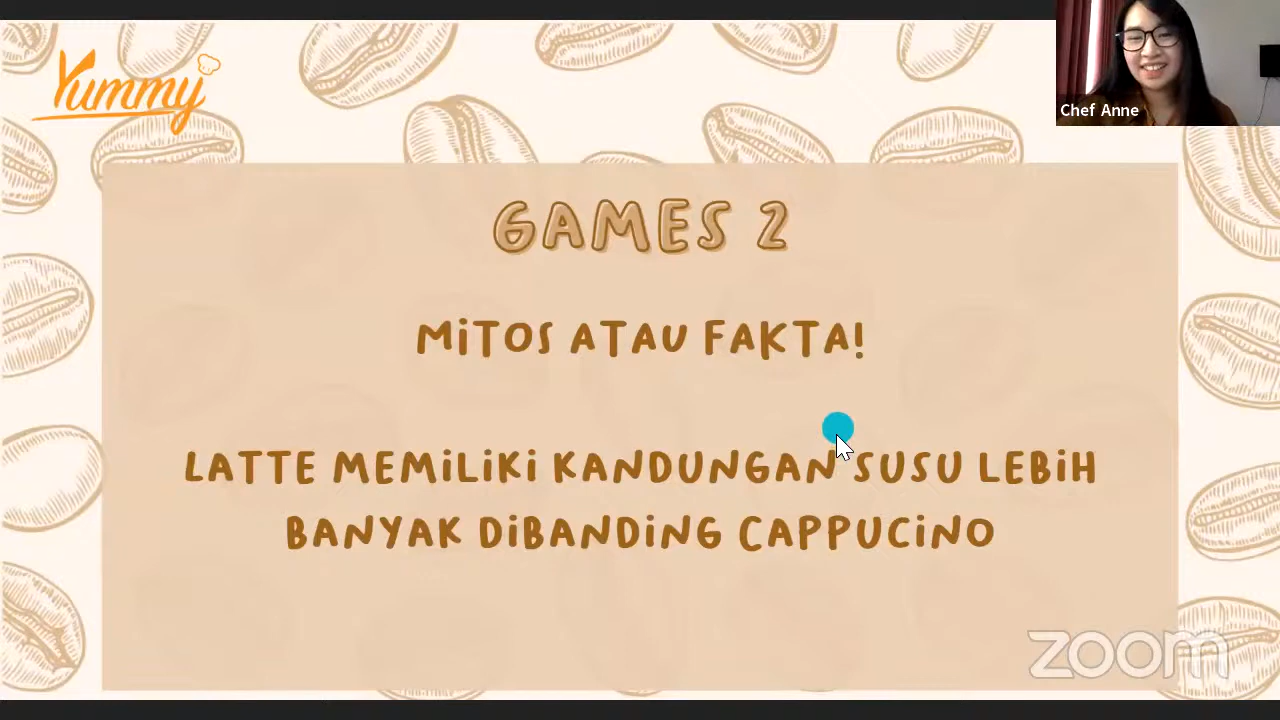 Yummy
Chef Anne
GAMES 2
MiTOS ATAU FAKTA!
LATTE MEMiLiKi KANDUNGAN SUSU LEBiH
BANYAK DiBANDiNG CAPPUCiNO
zoom